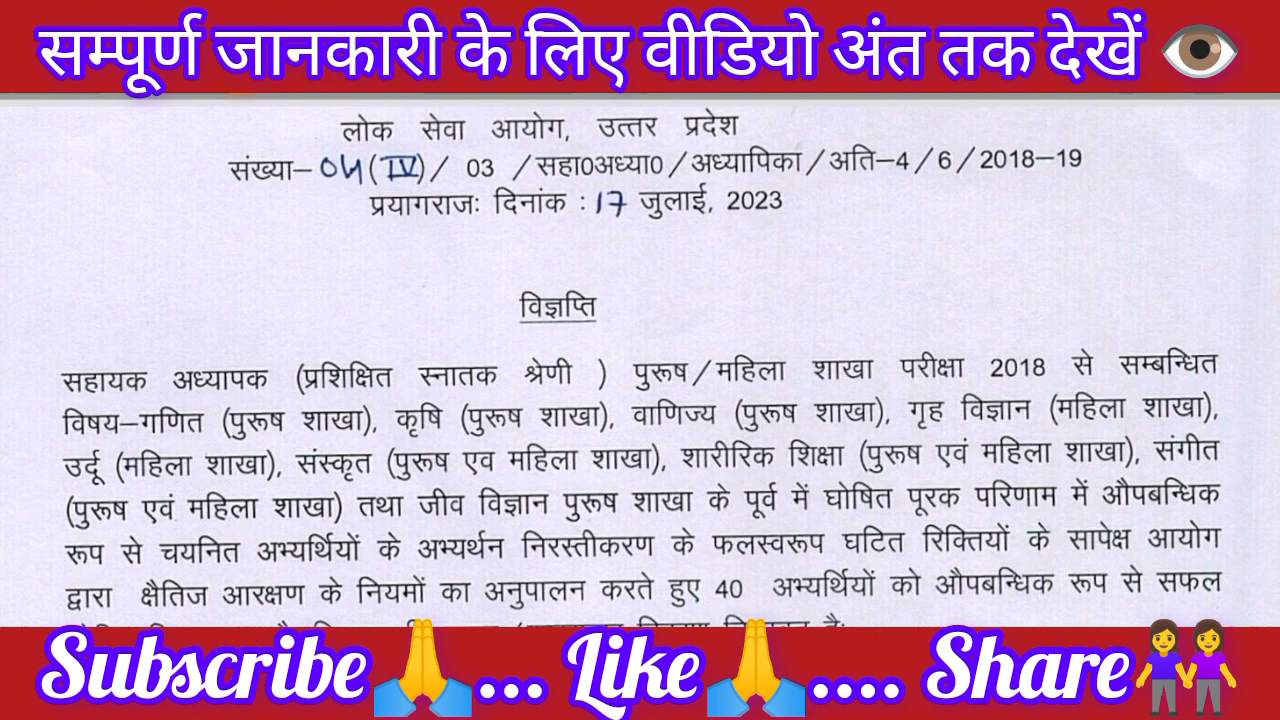 सम्पूर्ण जानकारी के लिए वीडियो अंत तक देखें
लोक सेवा आयोग, उत्तर प्रदेश
संख्या–04(IV)/ 03 /सहा0अध्या0/अध्यापिका/अति–4/6/2018–19
प्रयागराजः दिनांक : 17 जुलाई, 2023
विज्ञप्ति
सहायक अध्यापक (प्रशिक्षित स्नातक श्रेणी ) पुरूष/महिला शाखा परीक्षा 2018 से सम्बन्धित
विषय–गणित (पुरूष शाखा), कृषि (पुरूष शाखा), वाणिज्य (पुरूष शाखा), गृह विज्ञान (महिला शाखा),
उर्दू (महिला शाखा), संस्कृत (पुरूष एव महिला शाखा), शारीरिक शिक्षा (पुरूष एवं महिला शाखा), संगीत
(पुरूष एवं महिला शाखा) तथा जीव विज्ञान पुरूष शाखा के पूर्व में घोषित पूरक परिणाम में औपबन्धिक
रूप से चयनित अभ्यर्थियों के अभ्यर्थन निरस्तीकरण के फलस्वरूप घटित रिक्तियों के सापेक्ष आयोग
द्वारा क्षैतिज आरक्षण के नियमों का अनुपालन करते हुए 40 अभ्यर्थियों को औपबन्धिक रूप से सफल
Subscribe... Like.... Share